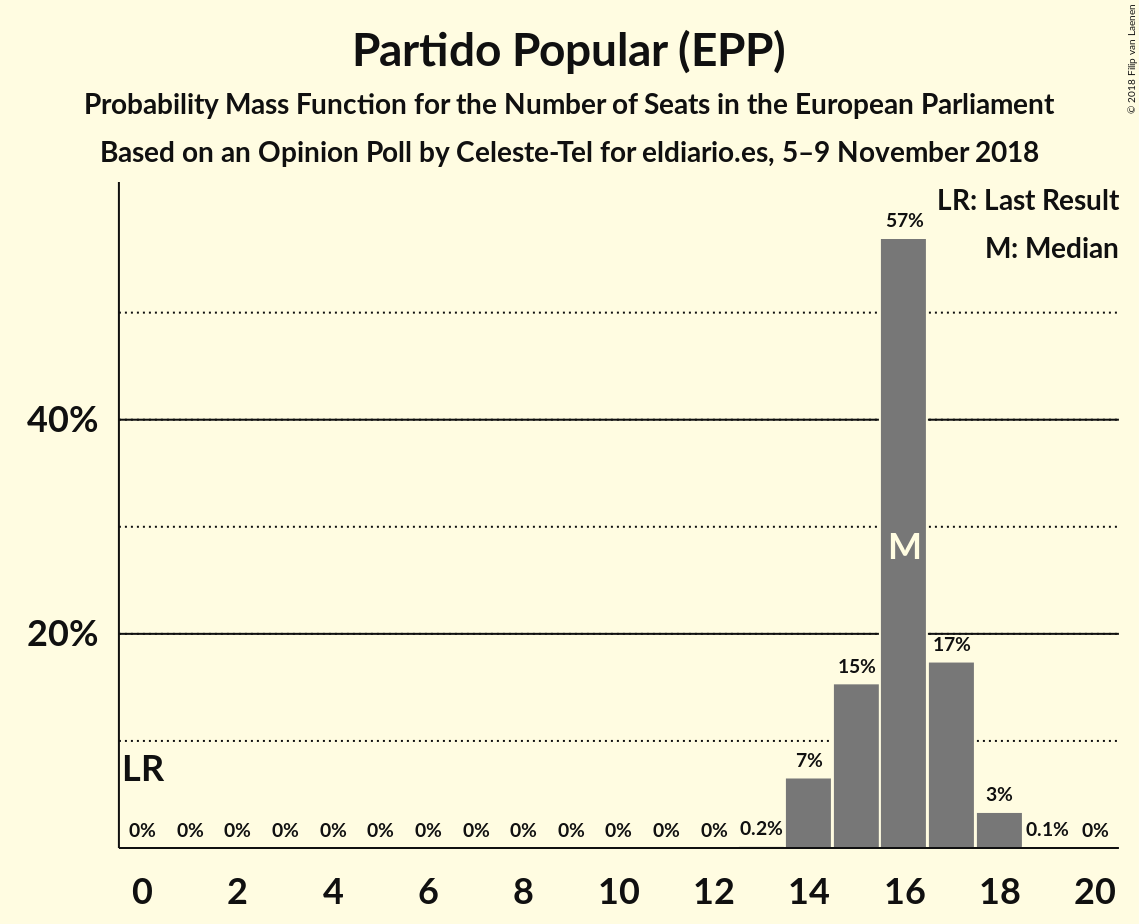 Partido Popular (EPP)
Probability Mass Function for the Number of Seats in the European Parliament
Based on an Opinion Poll by Celeste-Tel for eldiario.es, 5–9 November 2018
© 2018 Filip van Laenen
LR: Last Result
M: Median
57%
40%
M
20%
17%
15%
LR
7%
3%
0% 0% 0% 0% 0% 0% 0% 0% 0% 0% 0% 0% 0% 0.2% 0.1% 0%
0 2 4 6 8 10 12 14 16 18 20